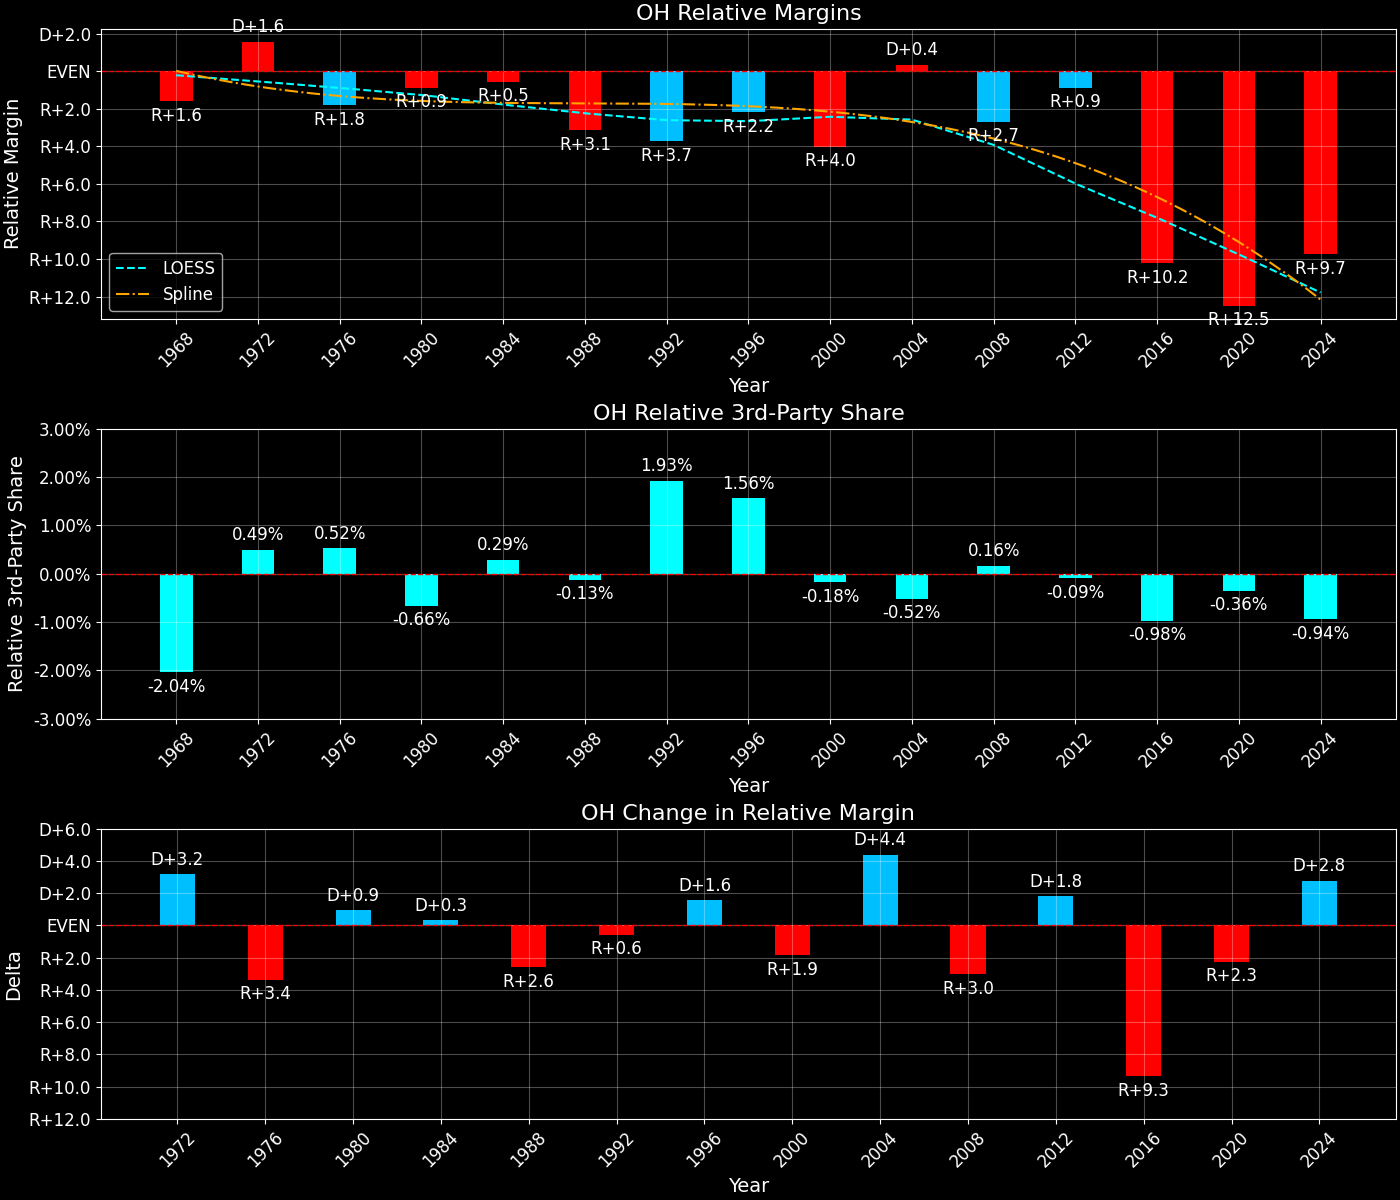 OH Relative Margins
Relative Margin
D+2.0
EVEN
R+2.0
R+4.0
R+6.0
R+8.0
R+10.0
R+12.0
R+1.6
D+1.6
R+1.8
R+0.9
R+0.5
R+3.1
R+3.7
R+2.2
R+4.0
D+0.4
R+2.7
R+0.9
R+10.2
R+12.5
R+9.7
LOESS
Spline
1968 1972 1976 1980 1984 1988 1992 1996 2000 2004 2008 2012 2016 2020 2024
Year
OH Relative 3rd-Party Share
Relative 3rd-Party Share
3.00%
2.00%
1.00%
0.00%
-1.00%
-2.00%
-3.00%
-2.04%
0.49%
0.52%
-0.66%
0.29%
-0.13%
1.93%
1.56%
-0.18%
-0.52%
0.16%
-0.09%
-0.98%
-0.36%
-0.94%
1968 1972 1976 1980 1984 1988 1992 1996 2000 2004 2008 2012 2016 2020 2024
Year
OH Change in Relative Margin
Delta
D+6.0
D+4.0
D+2.0
EVEN
R+2.0
R+4.0
R+6.0
R+8.0
R+10.0
R+12.0
D+3.2
R+3.4
D+0.9
D+0.3
R+2.6
R+0.6
D+1.6
R+1.9
D+4.4
R+3.0
D+1.8
R+9.3
R+2.3
D+2.8
1972 1976 1980 1984 1988 1992 1996 2000 2004 2008 2012 2016 2020 2024
Year